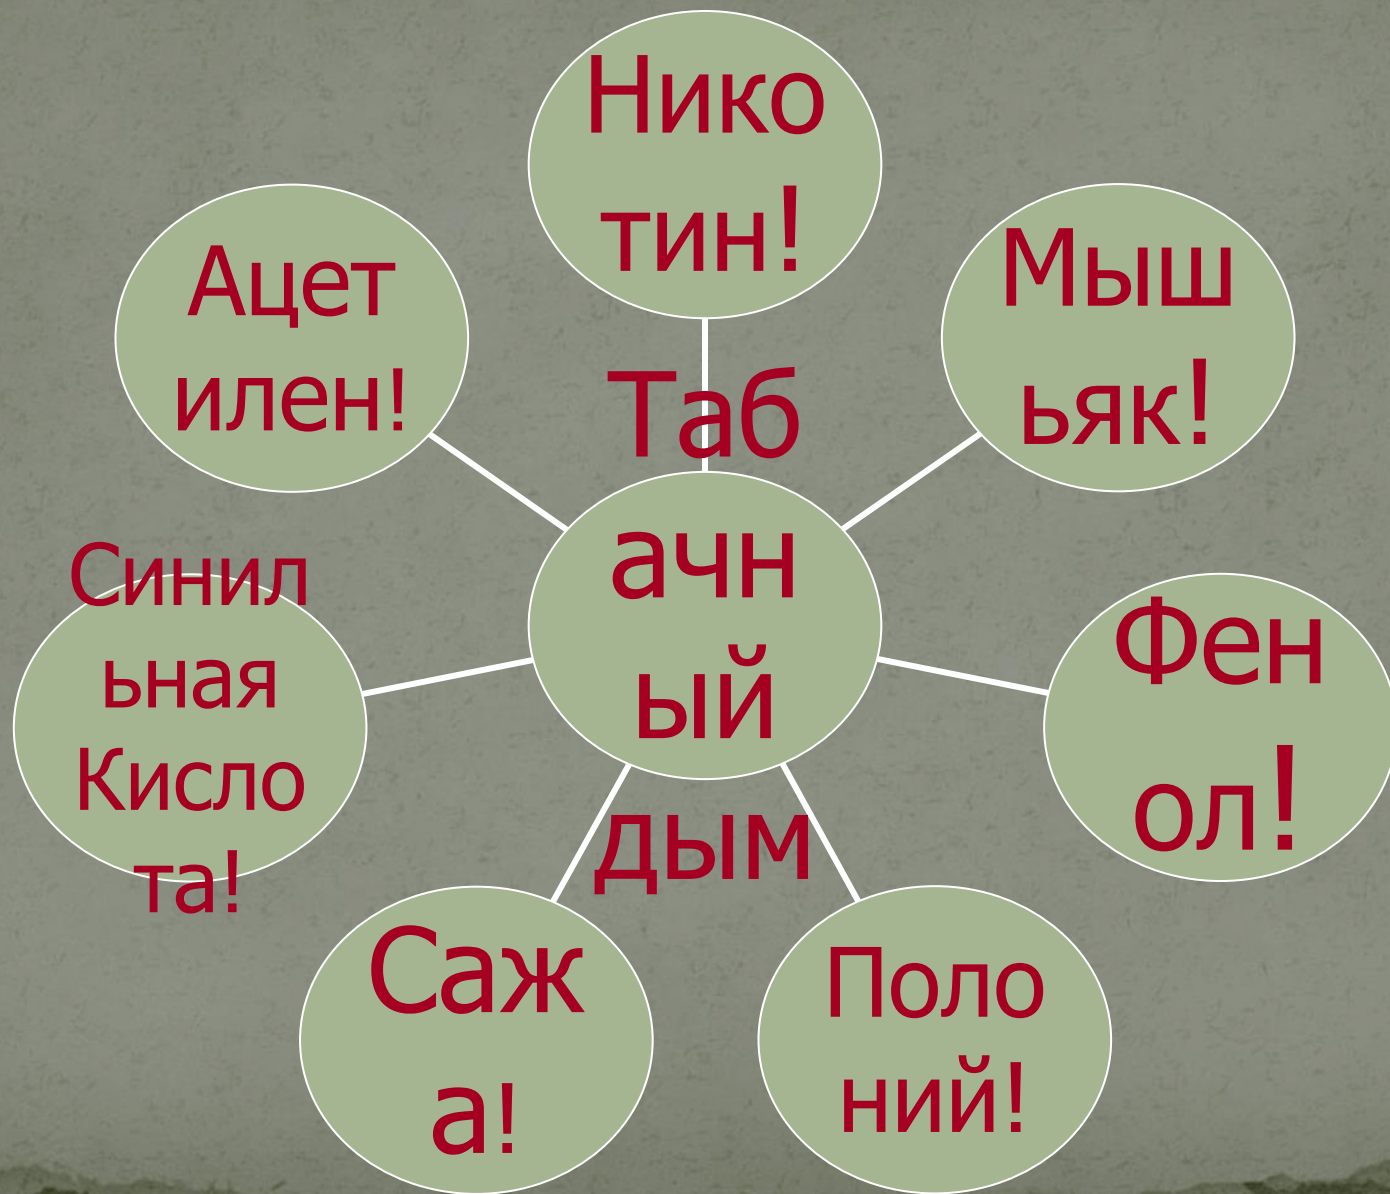 Нико
тин!
Мыш
ьяк!
Фен
ол!
Поло
ний!
Саж
а!
Синил
ьная
Кисло
та!
Ацет
илен!
Таб
ачн
ый
дым